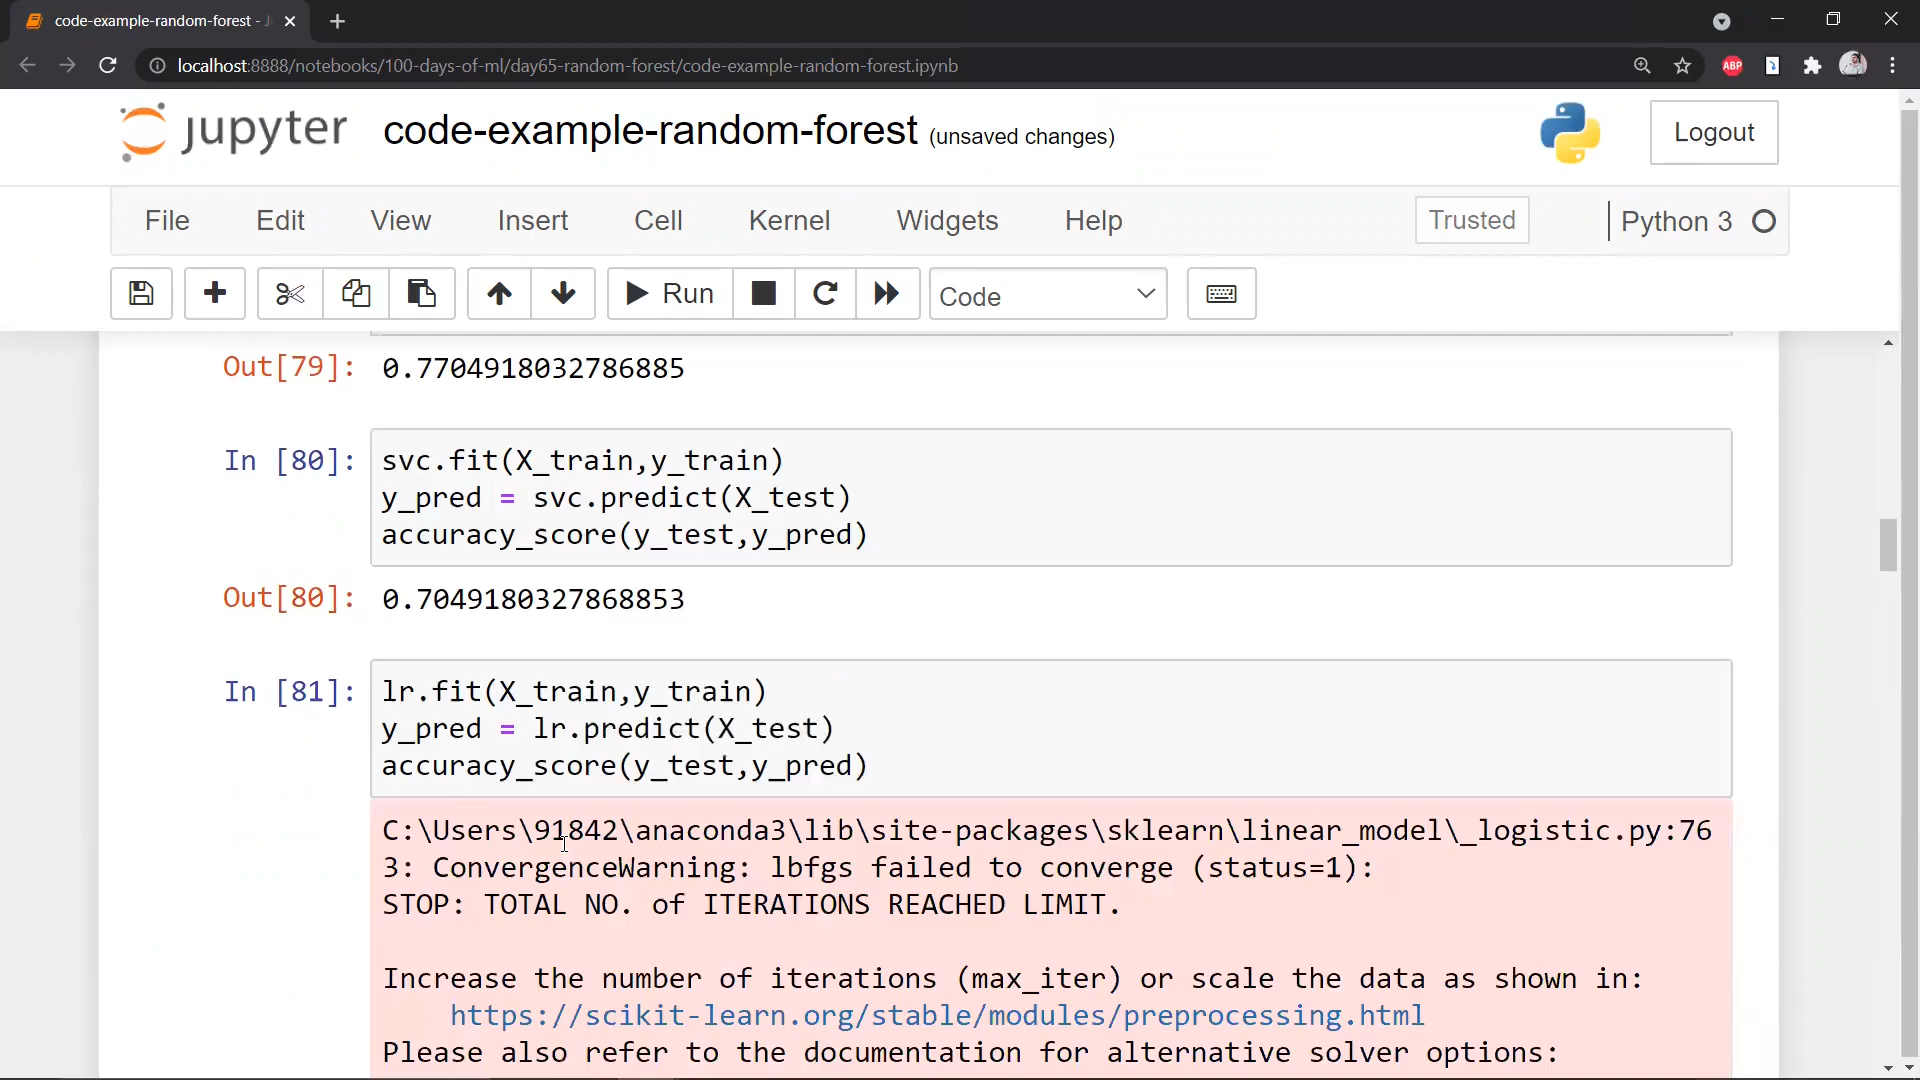 code-example-random-forest - J
localhost:8888/notebooks/100-days-of-ml/day65-random-forest/code-example-random-forest.ipynb
ABP
jupyter code-example-random-forest (unsaved changes)
Logout
File Edit View Insert Cell Kernel Widgets Help Trusted Python 3
Run Code
Out[79]: 0.7704918032786885
In [80]: svc.fit(X_train,y_train)
y_pred = svc.predict(X_test)
accuracy_score(y_test,y_pred)
Out[80]: 0.7049180327868853
In [81]: lr.fit(X_train,y_train)
y_pred = lr.predict(X_test)
accuracy_score(y_test,y_pred)
C:\Users\91842\anaconda3\lib\site-packages\sklearn\linear_model\_logistic.py:76
3: ConvergenceWarning: lbfgs failed to converge (status=1):
STOP: TOTAL NO. of ITERATIONS REACHED LIMIT.
Increase the number of iterations (max_iter) or scale the data as shown in:
https://scikit-learn.org/stable/modules/preprocessing.html
Please also refer to the documentation for alternative solver options: